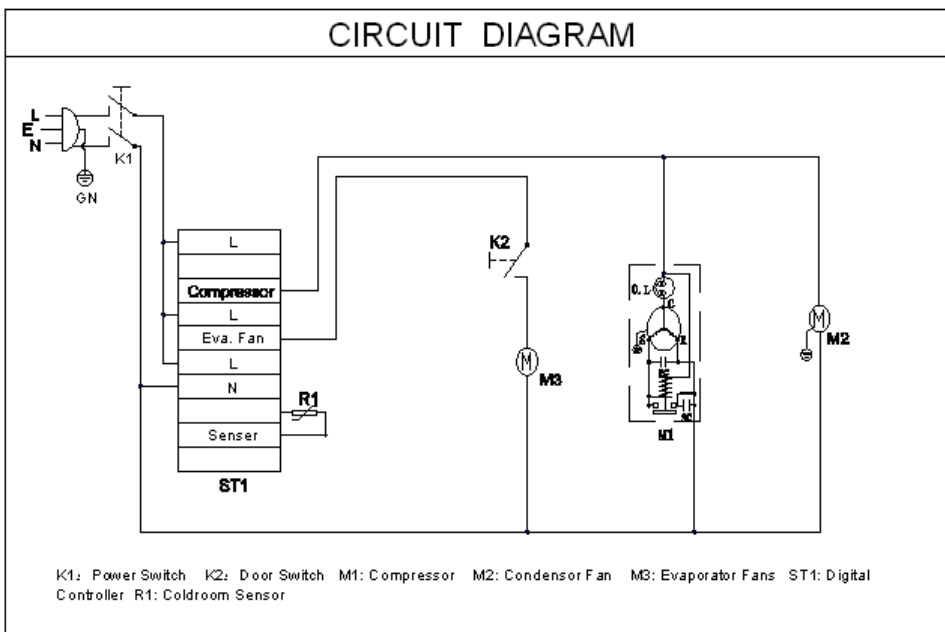 CIRCUIT DIAGRAM
L
E
N
K1
GN
L
Compressor
L
Eva. Fan
L
N
Senser
ST1
R1
K2
M
M3
O.L
C
S
R
M1
M
M2
K1: Power Switch K2: Door Switch M1: Compressor M2: Condensor Fan M3: Evaporator Fans ST1: Digital
Controller R1: Coldroom Sensor